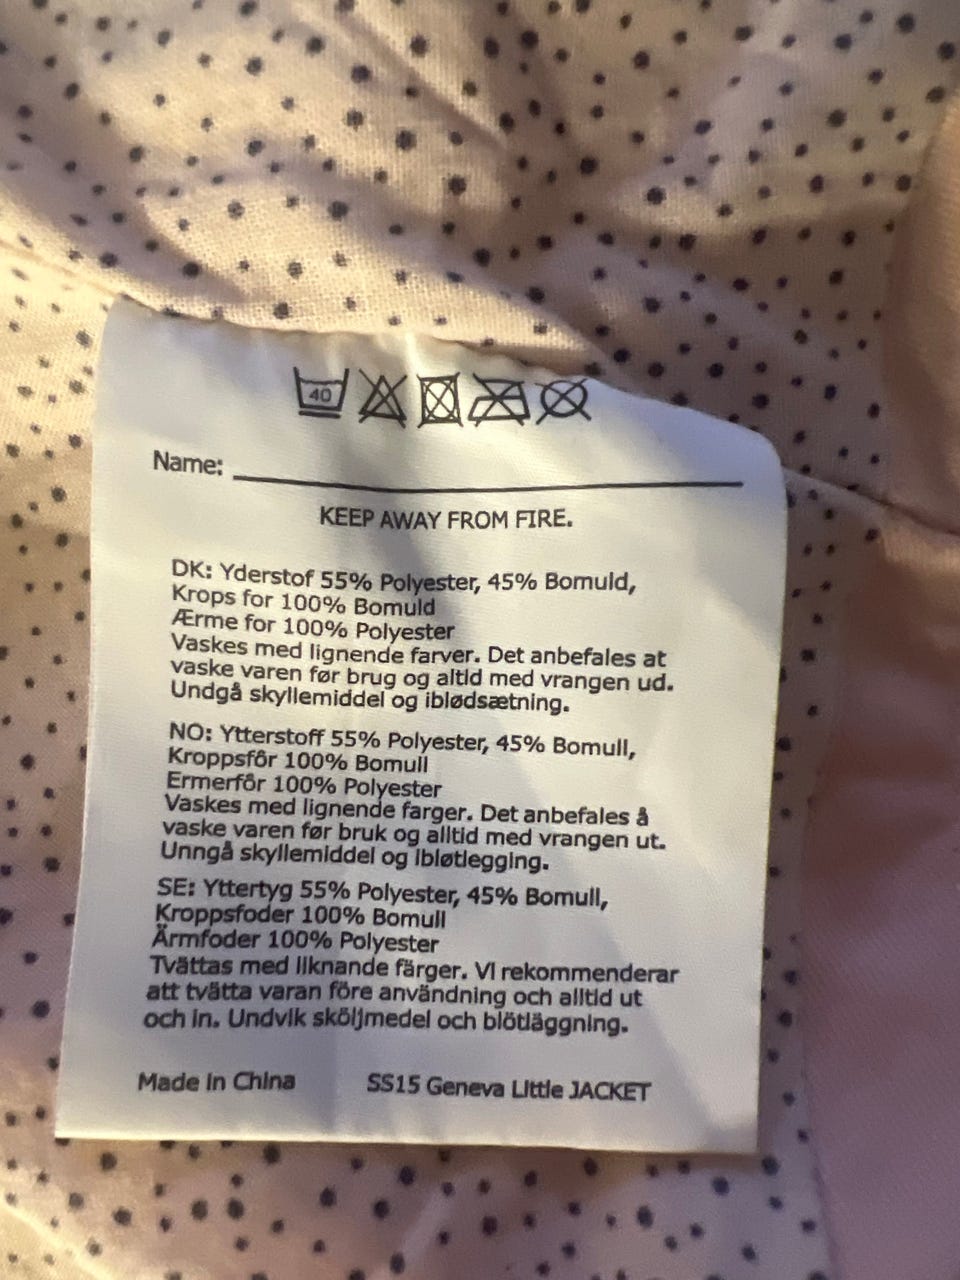 40
Name:
KEEP AWAY FROM FIRE.
DK: Yderstof 55% Polyester, 45% Bomuld,
Krops for 100% Bomuld
Ærme for 100% Polyester
Vaskes med lignende farver. Det anbefales at
vaske varen før brug og altid med vrangen ud.
Undgå skyllemiddel og iblødsætning.
NO: Ytterstoff 55% Polyester, 45% Bomull,
Kroppsfôr 100% Bomull
Ermerfôr 100% Polyester
Vaskes med lignende farger. Det anbefales å
vaske varen før bruk og alltid med vrangen ut.
Unngå skyllemiddel og ibløtlegging.
SE: Yttertyg 55% Polyester, 45% Bomull,
Kroppsfoder 100% Bomull
Ärmfoder 100% Polyester
Tvättas med liknande färger. Vi rekommenderar
att tvätta varan före användning och alltid ut
och in. Undvik sköljmedel och blötläggning.
Made in China SS15 Geneva Little JACKET